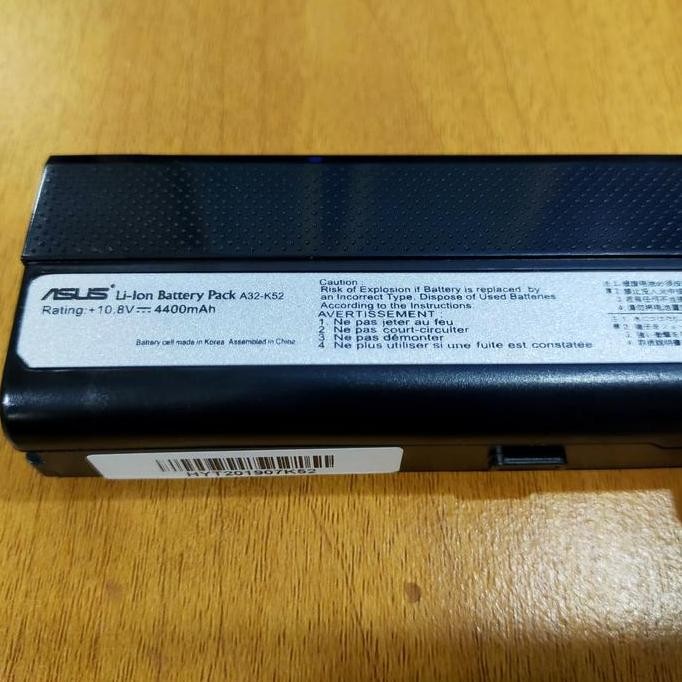 ASUS Li-Ion Battery Pack A32-K52
Rating:+10.8V⎓ 4400mAh
Battery cell made in Korea Assembled in China
Caution :
Risk of Explosion if Battery is replaced by
an Incorrect Type. Dispose of Used Batteries
According to the Instructions.
AVERTISSEMENT :
1. Ne pas jeter au feu
2. Ne pas court-circuiter
3. Ne pas démonter
4. Ne plus utiliser si une fuite est constatée
HYT201907K52